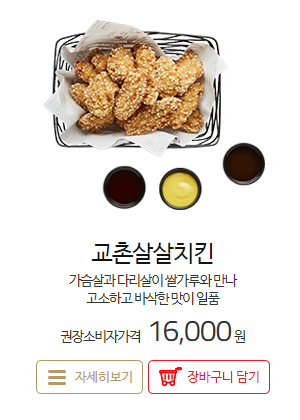 교촌살살치킨
가슴살과 다리살이 쌀가루와 만나
고소하고 바삭한 맛이 일품
권장소비자가격 16,000원
자세히보기 장바구니 담기